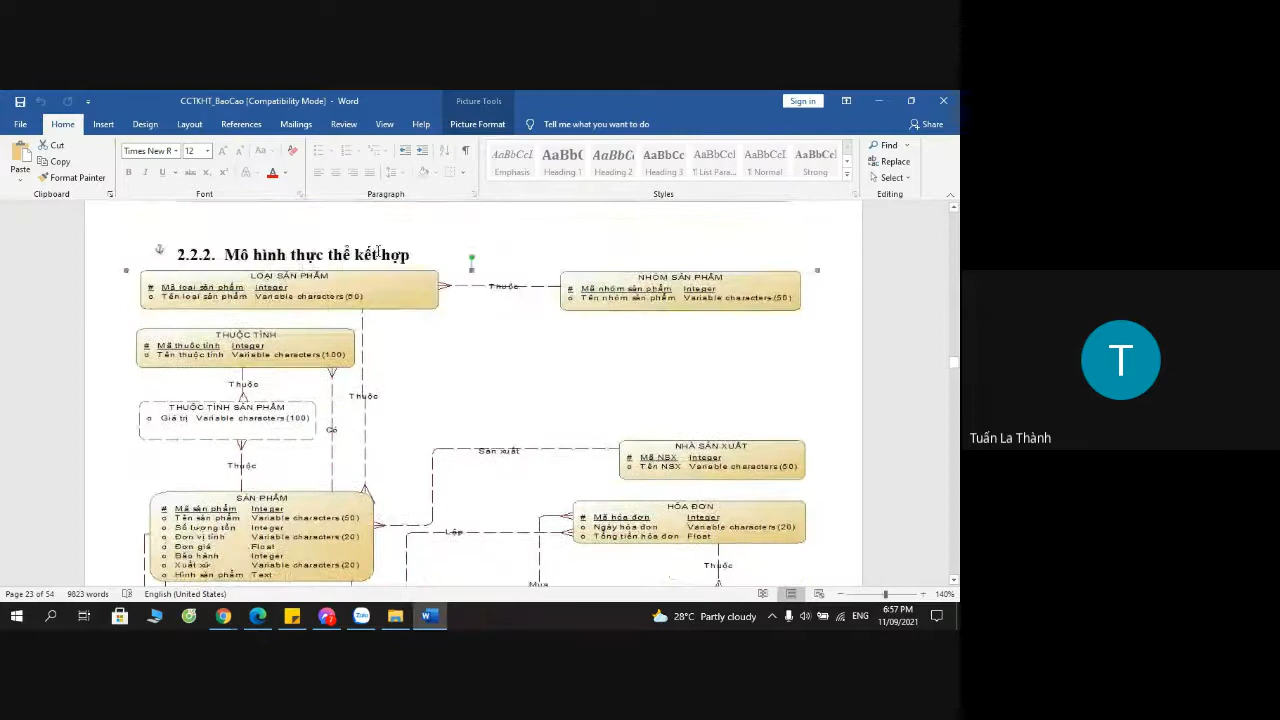 CCTKHT_BaoCao [Compatibility Mode] - Word
Picture Tools
Sign in
File Home Insert Design Layout References Mailings Review View Help Picture Format Tell me what you want to do Share
Paste
Cut
Copy
Format Painter
Clipboard
Times New R 12
Font
Paragraph
AaBbCcI Emphasis
AaBbC Heading 1
AaBbCc Heading 2
AaBbCc Heading 3
AaBbCcI ¶ List Para...
AaBbCcI ¶ Normal
AaBbCc Strong
Styles
Find
Replace
Select
Editing
2.2.2. Mô hình thực thể kết hợp
LOẠI SẢN PHẨM
# Mã loại sản phẩm Integer
o Tên loại sản phẩm Variable characters (50)
Thuộc
NHÓM SẢN PHẨM
# Mã nhóm sản phẩm Integer
o Tên nhóm sản phẩm Variable characters (50)
THUỘC TÍNH
# Mã thuộc tính Integer
o Tên thuộc tính Variable characters (100)
Thuộc
Thuộc
THUỘC TÍNH SẢN PHẨM
o Giá trị Variable characters (100)
Có
Thuộc
Sản xuất
NHÀ SẢN XUẤT
# Mã NSX Integer
o Tên NSX Variable characters (50)
SẢN PHẨM
# Mã sản phẩm Integer
o Tên sản phẩm Variable characters (50)
o Số lượng tồn Integer
o Đơn vị tính Variable characters (20)
o Đơn giá Float
o Bảo hành Integer
o Xuất xứ Variable characters (20)
o Hình sản phẩm Text
HÓA ĐƠN
# Mã hóa đơn Integer
o Ngày hóa đơn Variable characters (20)
o Tổng tiền hóa đơn Float
Lập
Thuộc
Mua
Page 23 of 54 9823 words English (United States) 140%
28°C Partly cloudy ENG 6:57 PM
11/09/2021
T
Tuấn La Thành